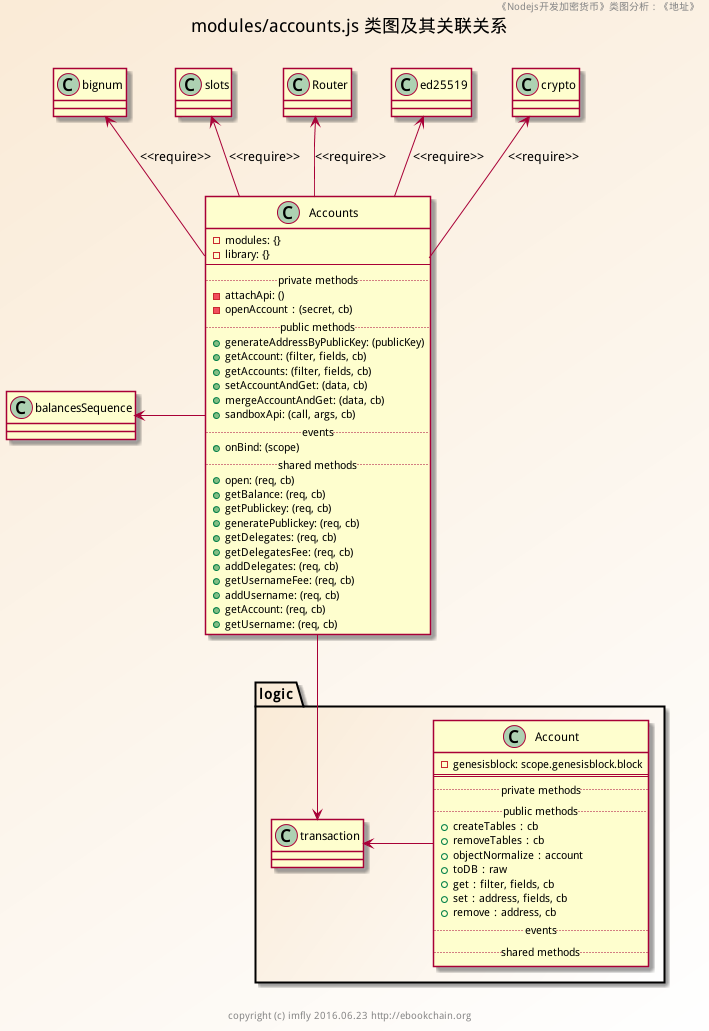 《Nodejs开发加密货币》类图分析：《地址》
modules/accounts.js 类图及其关联关系
C bignum
C slots
C Router
C ed25519
C crypto
<<require>>
<<require>>
<<require>>
<<require>>
<<require>>
C Accounts
modules: {}
library: {}
private methods
attachApi: ()
openAccount：(secret, cb)
public methods
generateAddressByPublicKey: (publicKey)
getAccount: (filter, fields, cb)
getAccounts: (filter, fields, cb)
setAccountAndGet: (data, cb)
mergeAccountAndGet: (data, cb)
sandboxApi: (call, args, cb)
events
onBind: (scope)
shared methods
open: (req, cb)
getBalance: (req, cb)
getPublickey: (req, cb)
generatePublickey: (req, cb)
getDelegates: (req, cb)
getDelegatesFee: (req, cb)
addDelegates: (req, cb)
getUsernameFee: (req, cb)
addUsername: (req, cb)
getAccount: (req, cb)
getUsername: (req, cb)
C balancesSequence
logic
C transaction
C Account
genesisblock: scope.genesisblock.block
private methods
public methods
createTables：cb
removeTables：cb
objectNormalize：account
toDB：raw
get：filter, fields, cb
set：address, fields, cb
remove：address, cb
events
shared methods
copyright (c) imfly 2016.06.23 http://ebookchain.org